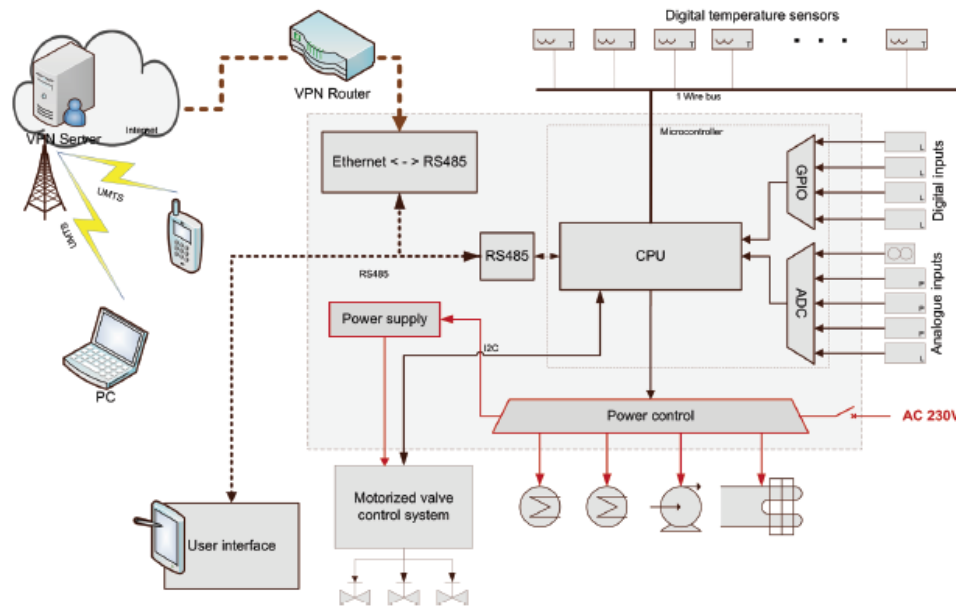 Digital temperature sensors
T
T
T
T
T
1 Wire bus
VPN Router
Internet
VPN Server
Microcontroller
Ethernet < - > RS485
GPIO
L
L
L
L
Digital inputs
UMTS
UMTS
RS485
RS485
CPU
ADC
P
P
P
L
Analogue inputs
Power supply
I2C
PC
Power control
AC 230V
Motorized valve
control system
User interface